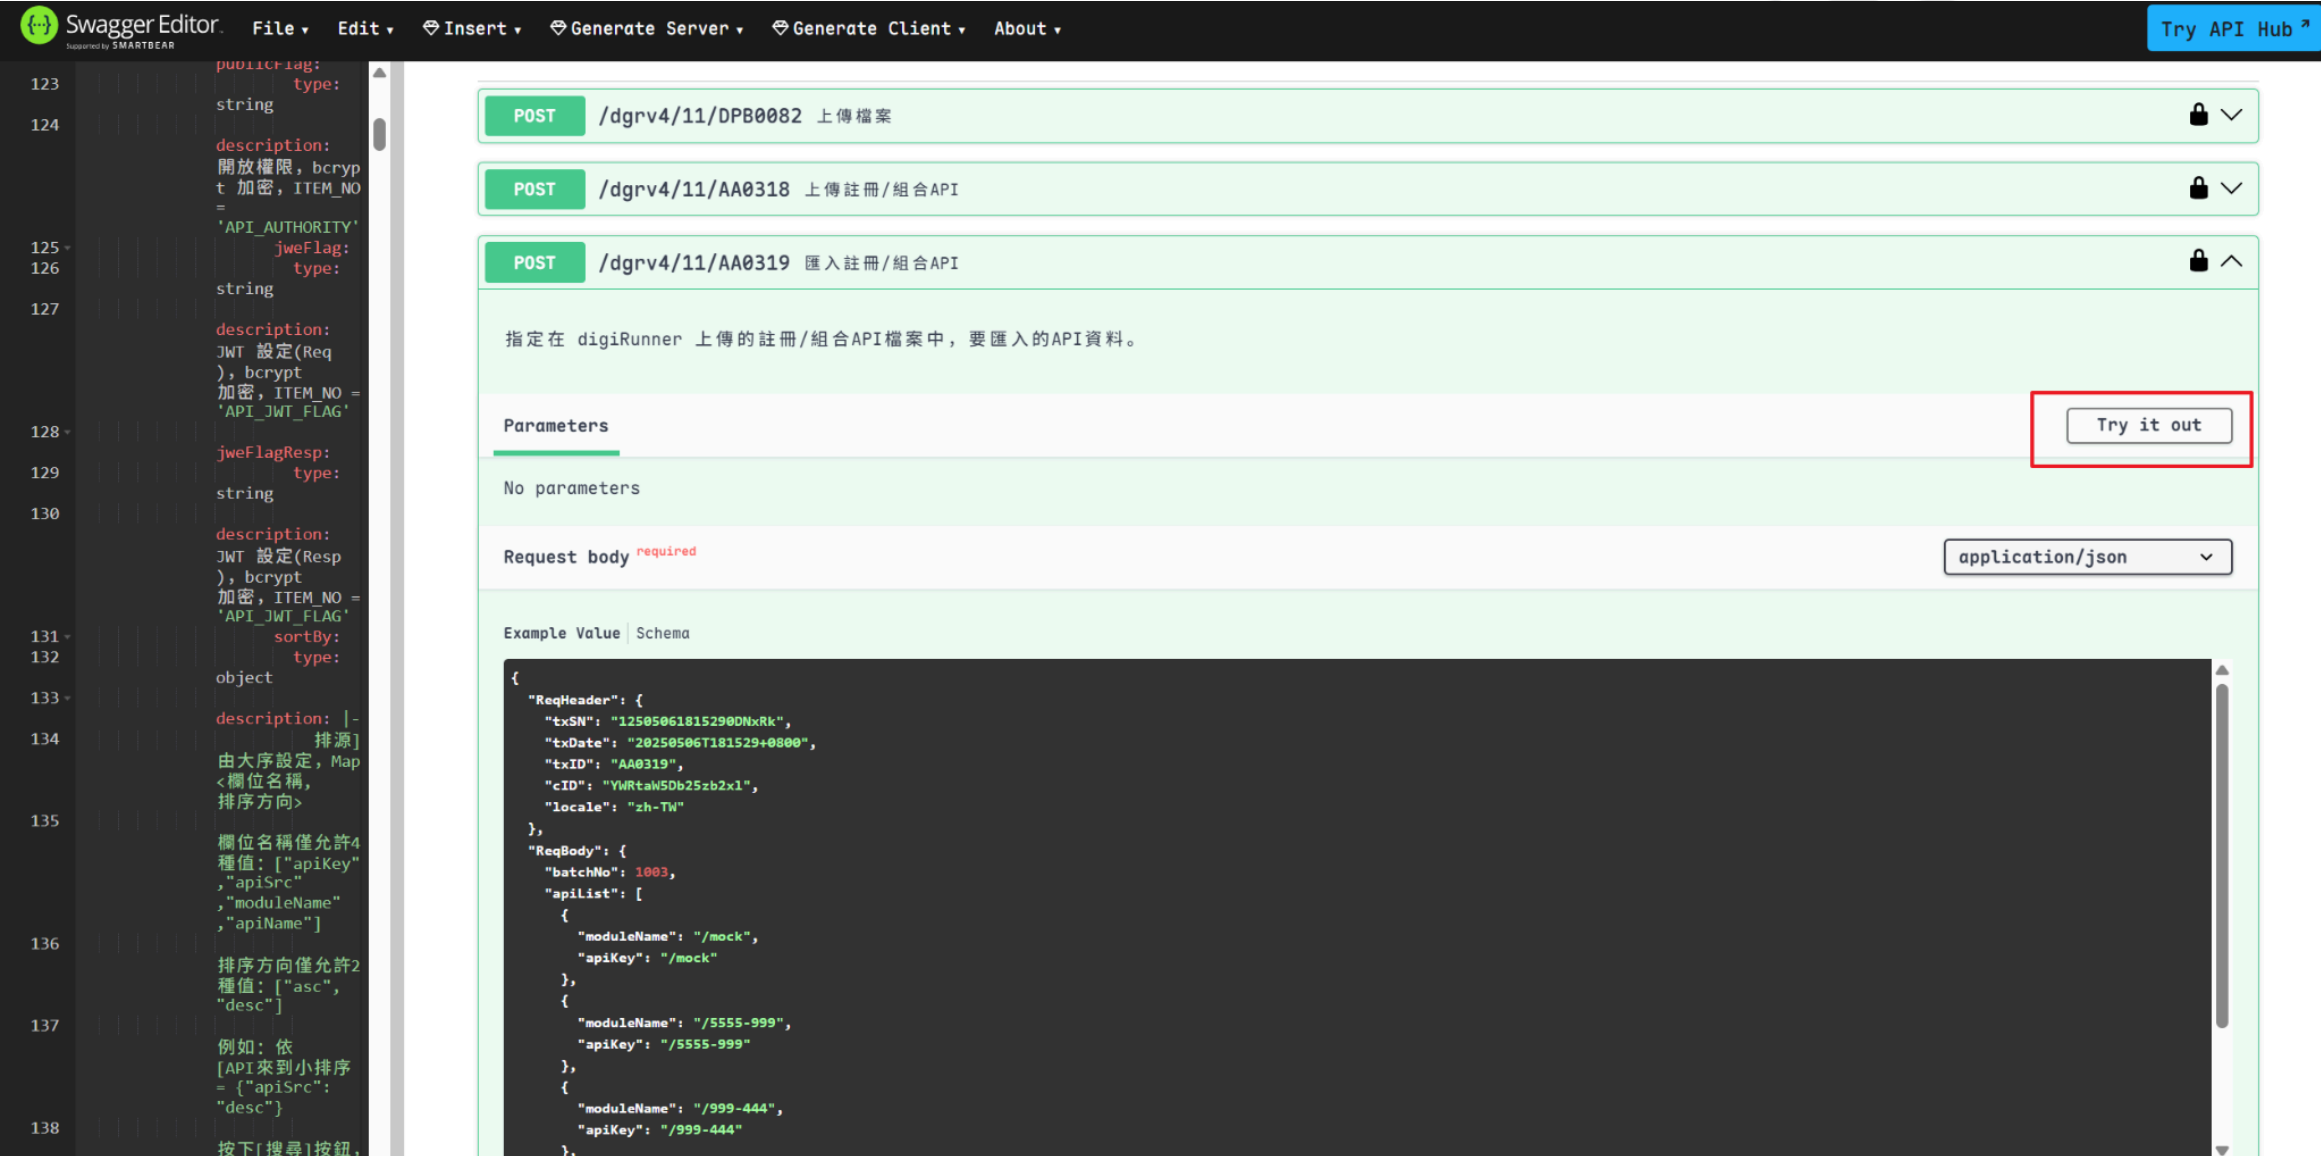 Swagger Editor
Supported by SMARTBEAR
File
Edit
Insert
Generate Server
Generate Client
About
Try API Hub
publicFlag:
123
type:
string
124
description:
開放權限, bcryp
t 加密, ITEM_NO
=
'API_AUTHORITY'
125
jweFlag:
126
type:
string
127
description:
JWT 設定(Req
), bcrypt
加密, ITEM_NO =
'API_JWT_FLAG'
128
jweFlagResp:
129
type:
string
130
description:
JWT 設定(Resp
), bcrypt
加密, ITEM_NO =
'API_JWT_FLAG'
131
sortBy:
132
type:
object
133
description: |-
134
排源]
由大序設定, Map
<欄位名稱,
排序方向>
135
欄位名稱僅允許4
種值: ["apiKey"
,"apiSrc"
,"moduleName"
,"apiName"]
136
排序方向僅允許2
種值: ["asc",
"desc"]
137
例如: 依
[API來到小排序
= {"apiSrc":
"desc"}
138
按下[搜尋]按鈕,
POST /dgrv4/11/DPB0082 上傳檔案
POST /dgrv4/11/AA0318 上傳註冊/組合API
POST /dgrv4/11/AA0319 匯入註冊/組合API
指定在 digiRunner 上傳的註冊/組合API檔案中, 要匯入的API資料。
Parameters
Try it out
No parameters
Request body required
application/json
Example Value Schema
{
"ReqHeader": {
"txSN": "12505061815290DNxRk",
"txDate": "20250506T181529+0800",
"txID": "AA0319",
"cID": "YWRtaW5Db25zb2xl",
"locale": "zh-TW"
},
"ReqBody": {
"batchNo": 1003,
"apiList": [
{
"moduleName": "/mock",
"apiKey": "/mock"
},
{
"moduleName": "/5555-999",
"apiKey": "/5555-999"
},
{
"moduleName": "/999-444",
"apiKey": "/999-444"
},